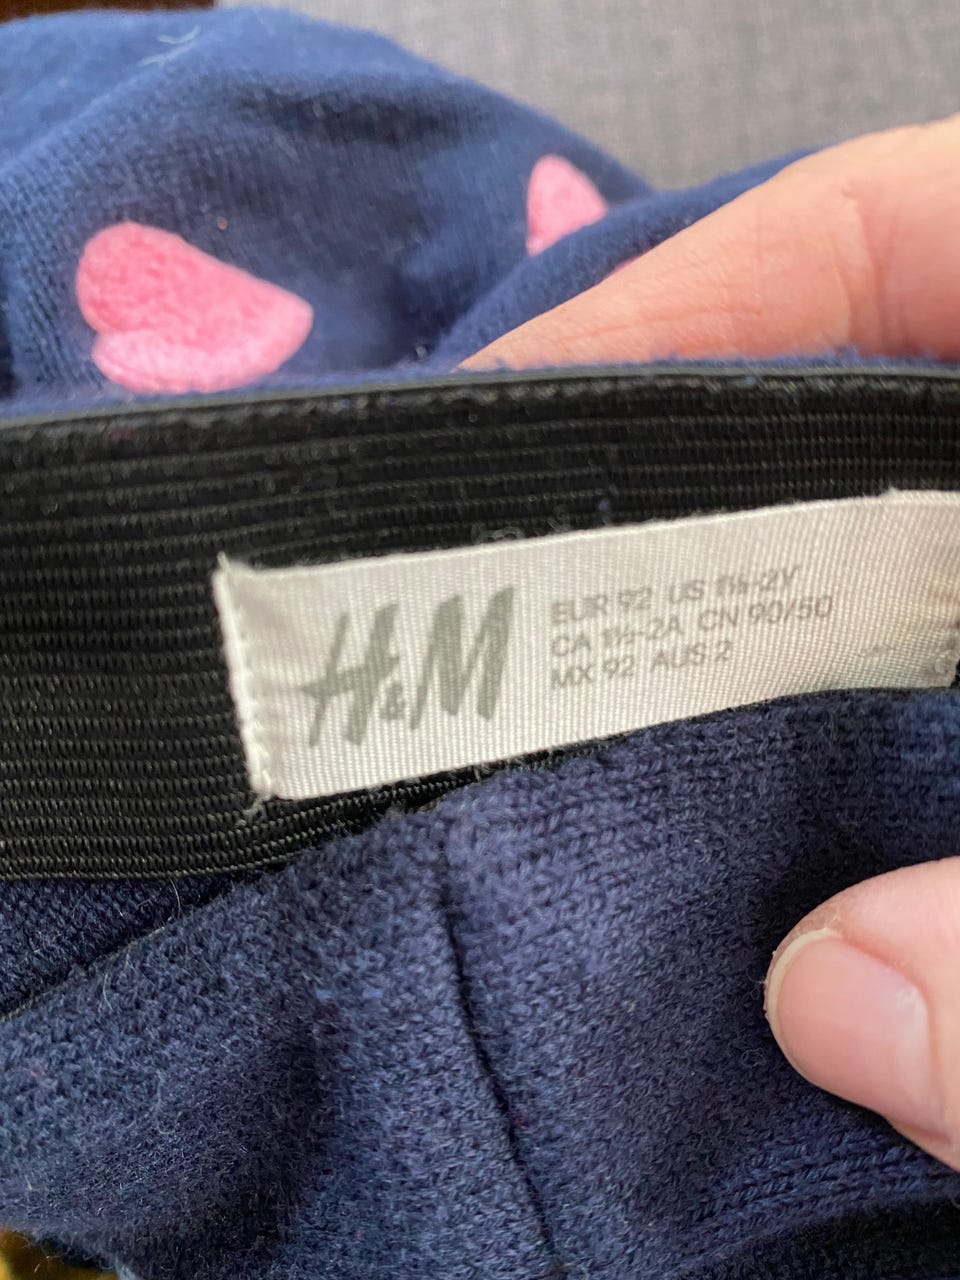 H&M
EUR 92 US 1½-2Y
CA 1½-2A CN 90/50
MX 92 AUS 2